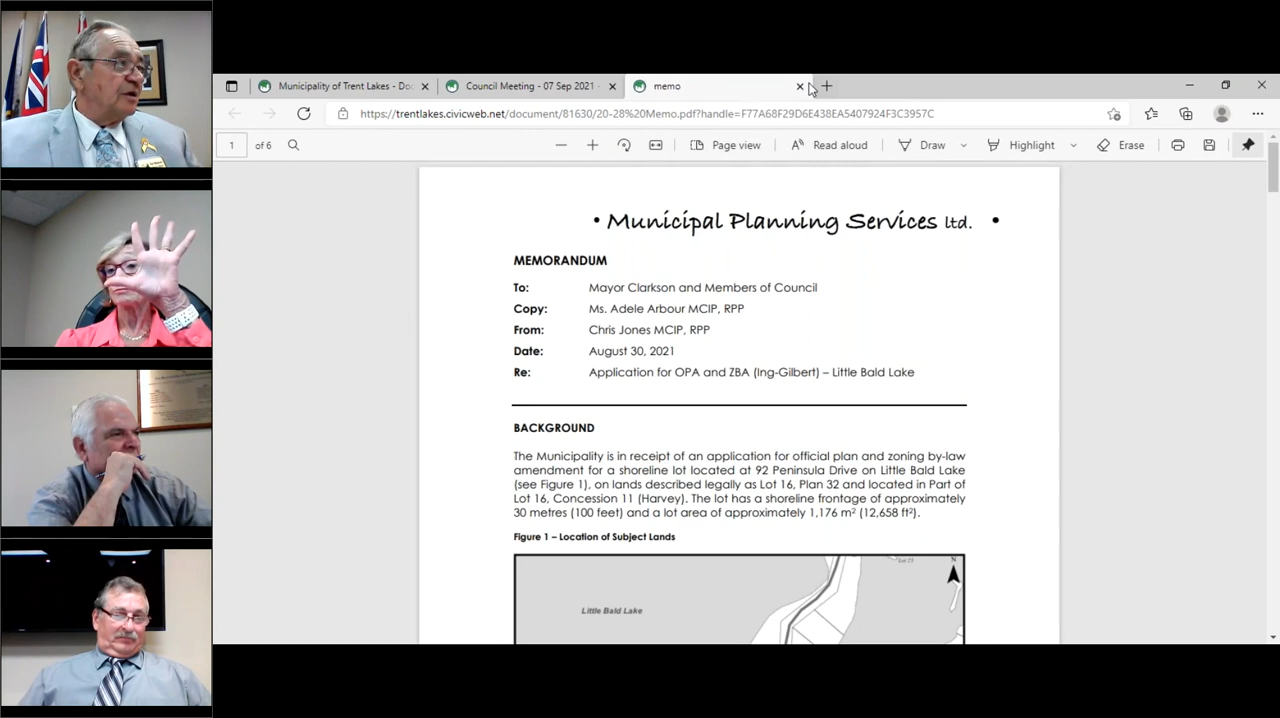 Municipality of Trent Lakes - Doc
Council Meeting - 07 Sep 2021 -
memo
https://trentlakes.civicweb.net/document/81630/20-28%20Memo.pdf?handle=F77A68F29D6E438EA5407924F3C3957C
1 of 6
Page view
Read aloud
Draw
Highlight
Erase
• Municipal Planning Services ltd. •
MEMORANDUM
To: Mayor Clarkson and Members of Council
Copy: Ms. Adele Arbour MCIP, RPP
From: Chris Jones MCIP, RPP
Date: August 30, 2021
Re: Application for OPA and ZBA (Ing-Gilbert) – Little Bald Lake
BACKGROUND
The Municipality is in receipt of an application for official plan and zoning by-law
amendment for a shoreline lot located at 92 Peninsula Drive on Little Bald Lake
(see Figure 1), on lands described legally as Lot 16, Plan 32 and located in Part of
Lot 16, Concession 11 (Harvey). The lot has a shoreline frontage of approximately
30 metres (100 feet) and a lot area of approximately 1,176 m² (12,658 ft²).
Figure 1 – Location of Subject Lands
N
Little Bald Lake